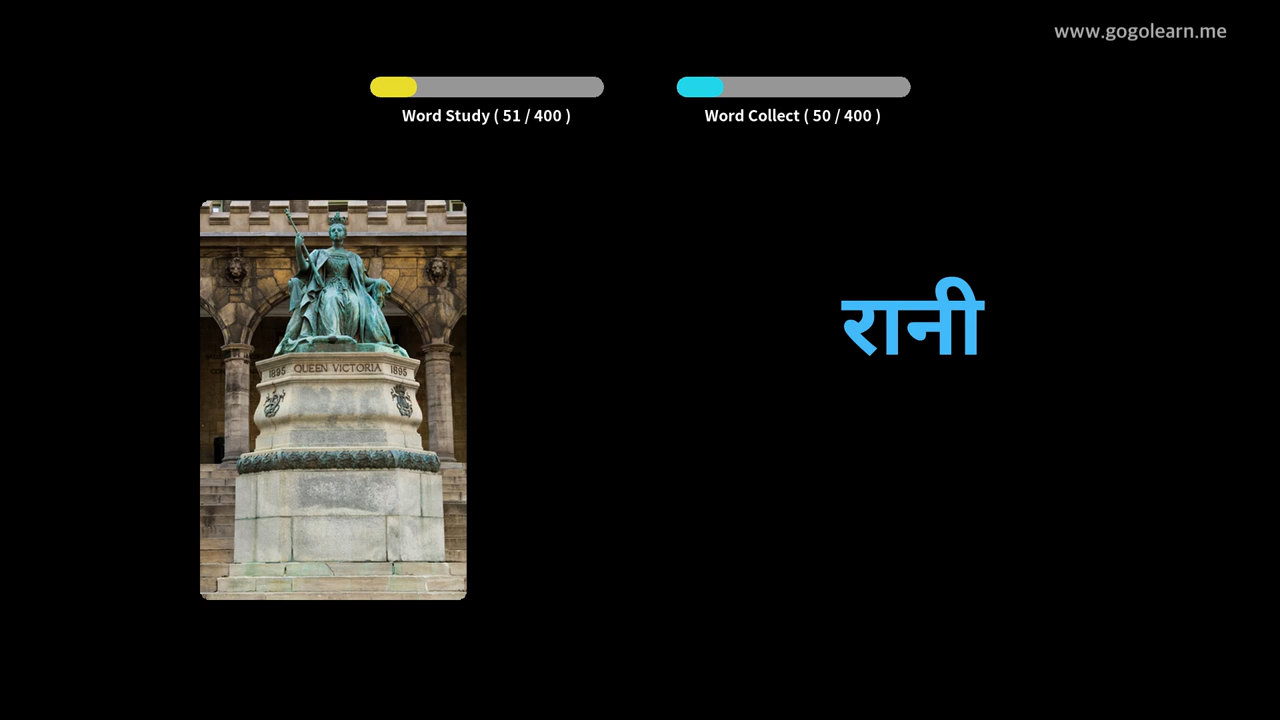 www.gogolearn.me
Word Study ( 51 / 400 )
Word Collect ( 50 / 400 )
1895 QUEEN VICTORIA 1895
रानी